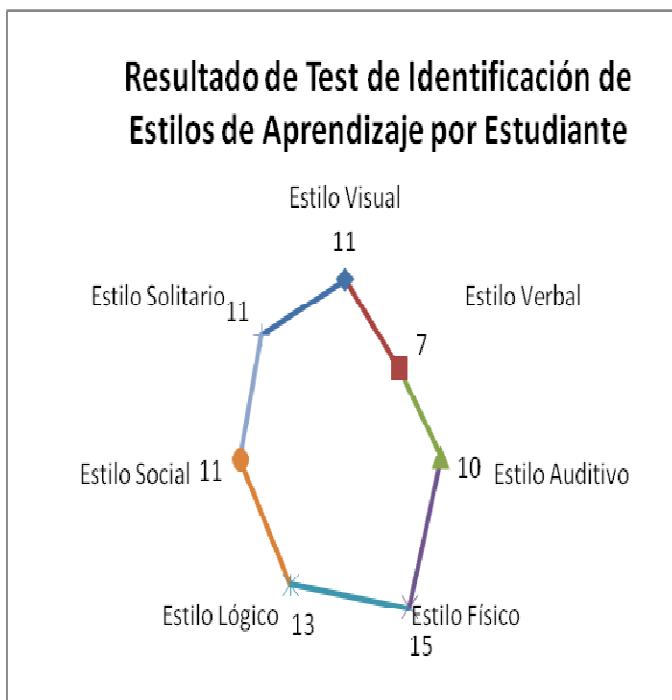 Resultado de Test de Identificación de
Estilos de Aprendizaje por Estudiante
Estilo Visual
11
Estilo Verbal
7
Estilo Auditivo
10
Estilo Físico
15
Estilo Lógico
13
Estilo Social
11
Estilo Solitario
11